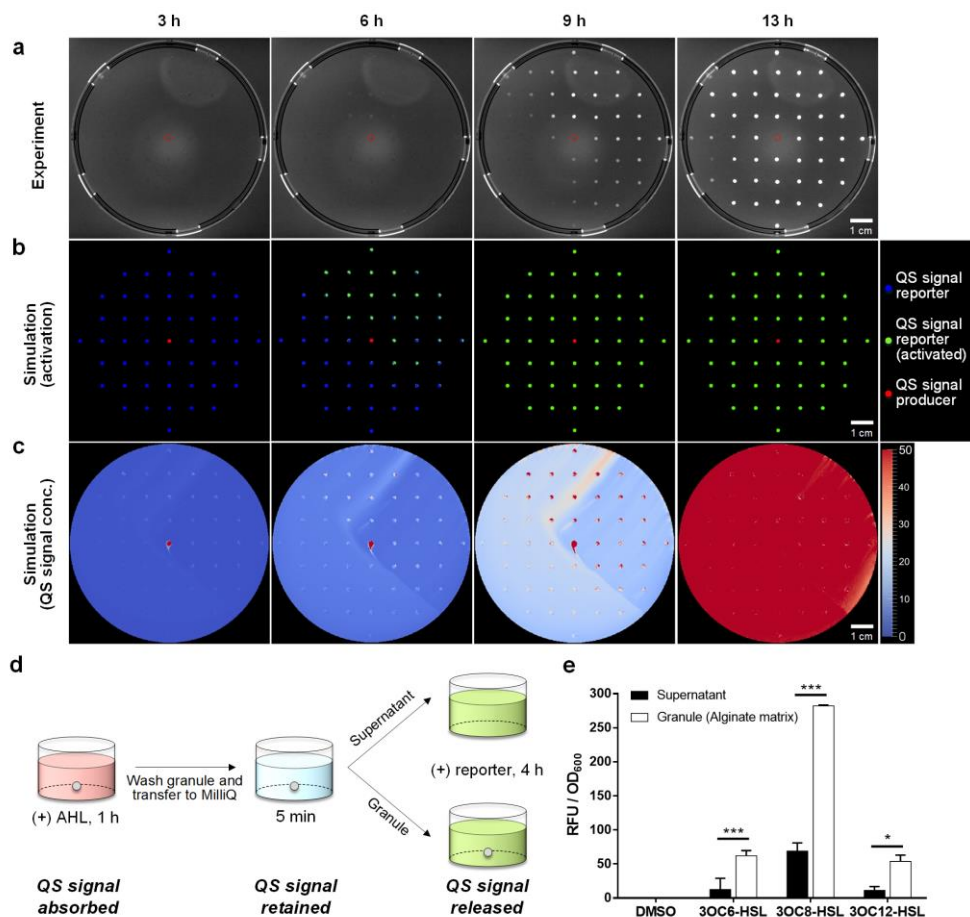 3 h 6 h 9 h 13 h
a
Experiment
1 cm
b
Simulation
(activation)
QS signal
reporter
QS signal
reporter
(activated)
QS signal
producer
1 cm
c
Simulation
(QS signal conc.)
50
40
30
20
10
0
1 cm
d
(+) AHL, 1 h
Wash granule and
transfer to MilliQ
5 min
Supernatant
Granule
(+) reporter, 4 h
QS signal
absorbed
QS signal
retained
QS signal
released
e
RFU / OD600
300
250
200
150
100
50
0
Supernatant
Granule (Alginate matrix)
***
***
*
DMSO 3OC6-HSL 3OC8-HSL 3OC12-HSL